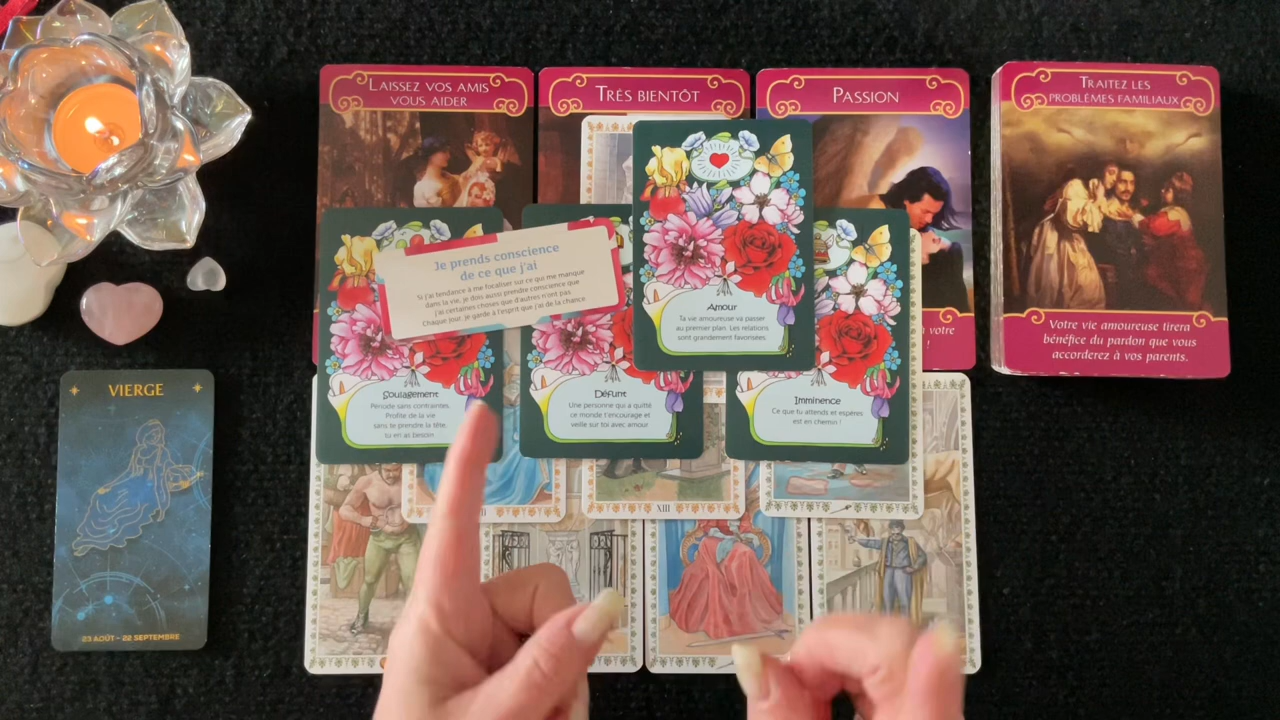 LAISSEZ VOS AMIS
VOUS AIDER
TRÈS BIENTÔT
PASSION
TRAITEZ LES
PROBLÈMES FAMILIAUX
Je prends conscience
de ce que j'ai
Si j'ai tendance à me focaliser sur ce qui me manque
dans la vie, je dois aussi prendre conscience que
j'ai certaines choses que d'autres n'ont pas.
Chaque jour, je garde à l'esprit que j'ai de la chance.
Amour
Ta vie amoureuse va passer
au premier plan. Les relations
sont grandement favorisées.
votre
Votre vie amoureuse tirera
bénéfice du pardon que vous
accorderez à vos parents.
VIERGE
23 AOÛT – 22 SEPTEMBRE
Soulagement
Période sans contraintes.
Profite de la vie
sans te prendre la tête,
tu en as besoin
Défunt
Une personne qui a quitté
ce monde t'encourage et
veille sur toi avec amour
Imminence
Ce que tu attends et espères
est en chemin !
XIII